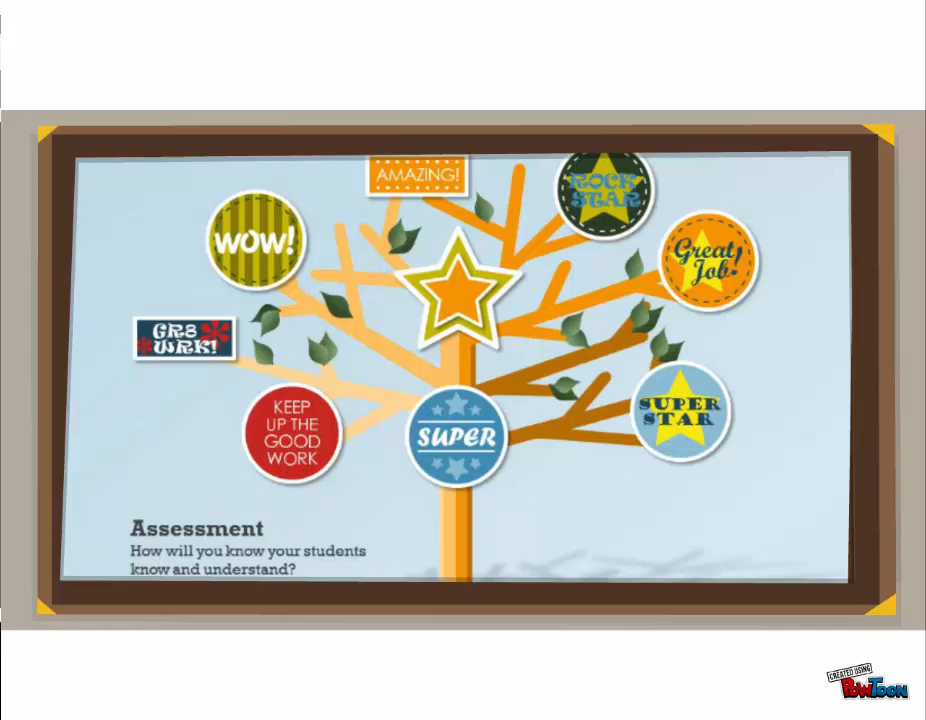 AMAZING!
ROCK
STAR
WOW!
Great
Job!
GR8
WRK!
KEEP
UP THE
GOOD
WORK
SUPER
SUPER
STAR
Assessment
How will you know your students
know and understand?
CREATED USING
POWTOON